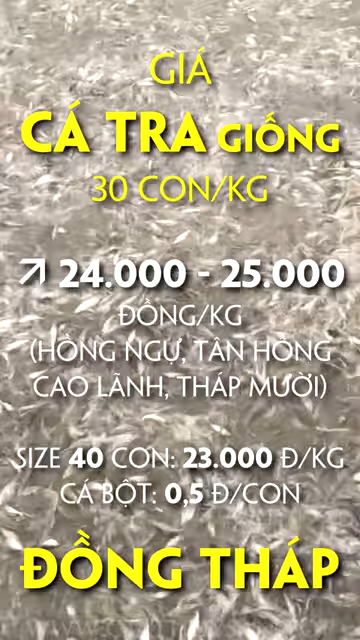 GIÁ
CÁ TRA GIỐNG
30 CON/KG
↗ 24.000 - 25.000
ĐỒNG/KG
(HỒNG NGỰ, TÂN HỒNG
CAO LÃNH, THÁP MƯỜI)
SIZE 40 CON: 23.000 Đ/KG
CÁ BỘT: 0,5 Đ/CON
ĐỒNG THÁP